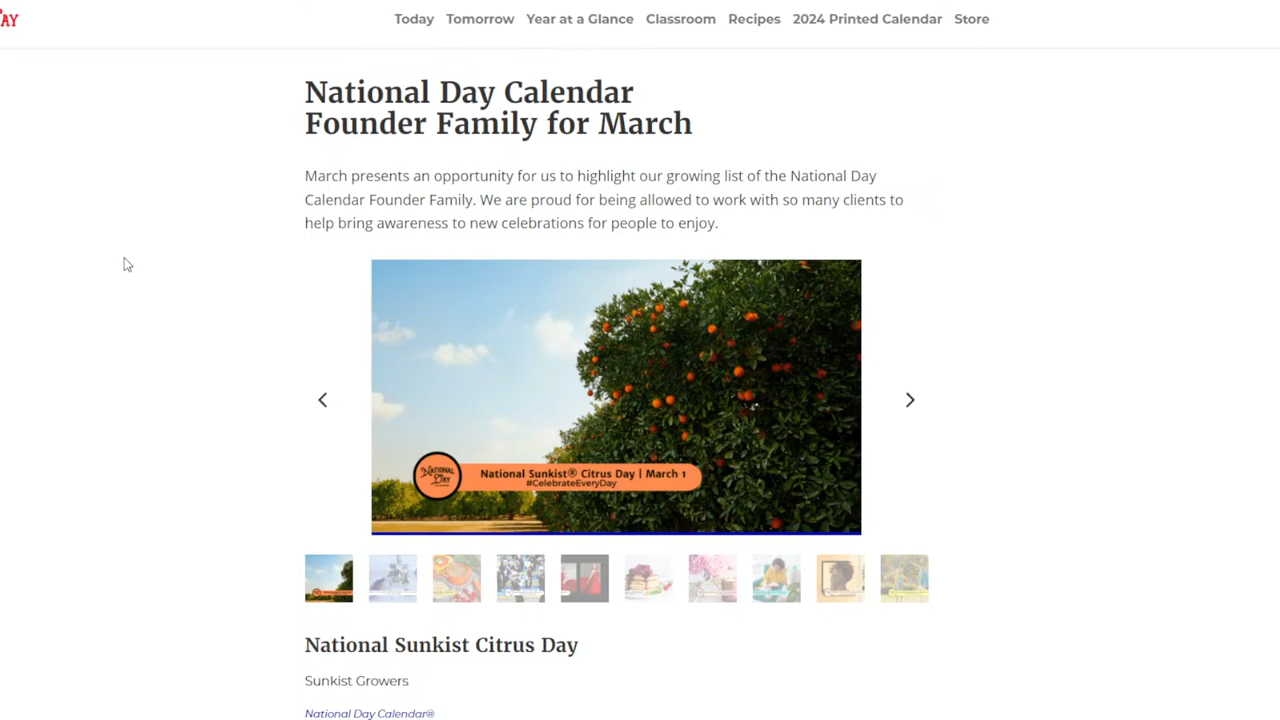 AY
Today Tomorrow Year at a Glance Classroom Recipes 2024 Printed Calendar Store
National Day Calendar
Founder Family for March
March presents an opportunity for us to highlight our growing list of the National Day
Calendar Founder Family. We are proud for being allowed to work with so many clients to
help bring awareness to new celebrations for people to enjoy.
NATIONAL
DAY
National Sunkist® Citrus Day | March 1
#CelebrateEveryDay
National Sunkist Citrus Day
Sunkist Growers
National Day Calendar®